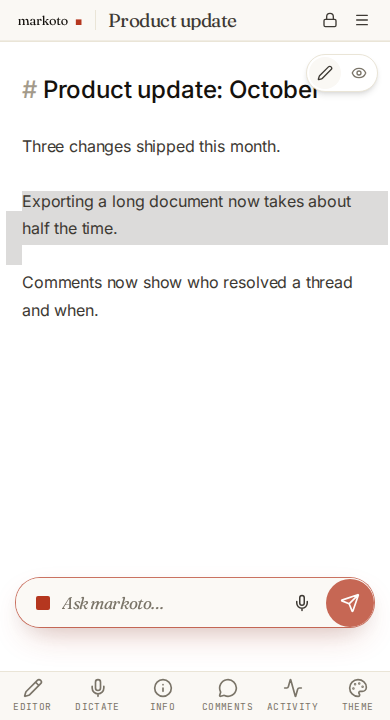 markoto
Product update
# Product update: October
Three changes shipped this month.
Exporting a long document now takes about
half the time.
Comments now show who resolved a thread
and when.
Ask markoto...
EDITOR
DICTATE
INFO
COMMENTS
ACTIVITY
THEME